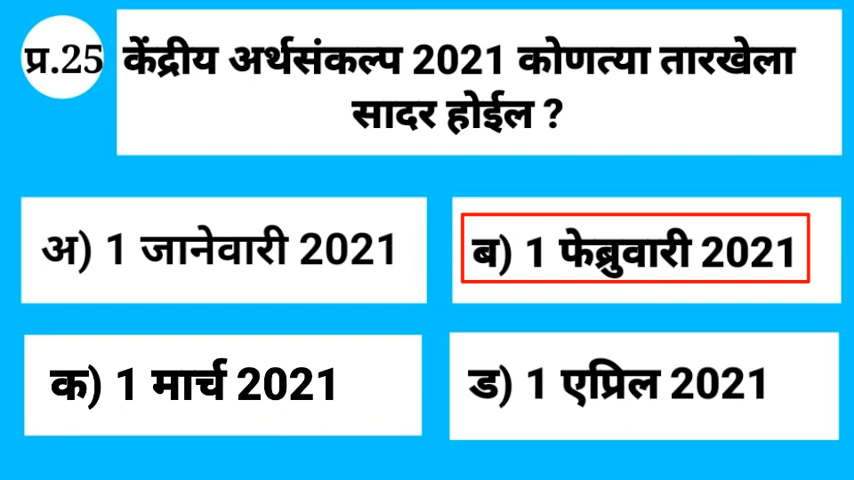 प्र.25 केंद्रीय अर्थसंकल्प 2021 कोणत्या तारखेला
सादर होईल ?
अ) 1 जानेवारी 2021
ब) 1 फेब्रुवारी 2021
क) 1 मार्च 2021
ड) 1 एप्रिल 2021